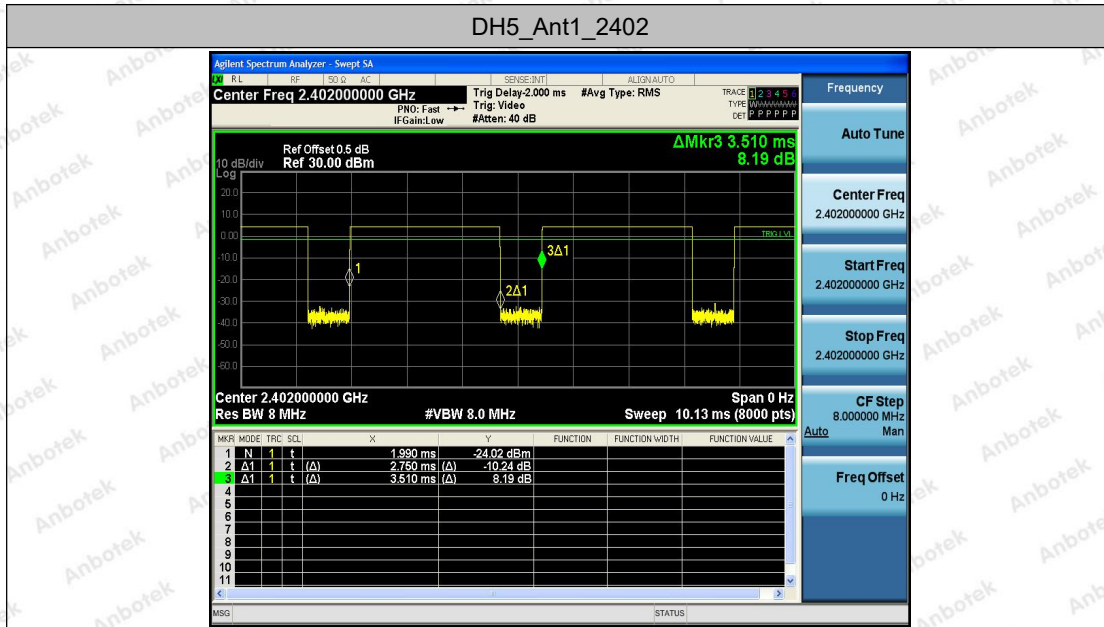 DH5_Ant1_2402
Agilent Spectrum Analyzer - Swept SA
RL RF 50 Ω AC SENSE:INT ALIGNAUTO
Center Freq 2.402000000 GHz
PNO: Fast
IFGain:Low
Trig Delay-2.000 ms
Trig: Video
#Atten: 40 dB
#Avg Type: RMS
TRACE 1 2 3 4 5 6
TYPE
DET P P P P P P
ΔMkr3 3.510 ms
8.19 dB
Ref Offset 0.5 dB
10 dB/div Ref 30.00 dBm
Log
20.0
10.0
0.00
TRIG LVL
-10.0
-20.0
-30.0
-40.0
-50.0
-60.0
1
2Δ1
3Δ1
Center 2.402000000 GHz Span 0 Hz
Res BW 8 MHz #VBW 8.0 MHz Sweep 10.13 ms (8000 pts)
MKR MODE TRC SCL X Y FUNCTION FUNCTION WIDTH FUNCTION VALUE
1 N 1 t 1.990 ms -24.02 dBm
2 Δ1 1 t (Δ) 2.750 ms (Δ) -10.24 dB
3 Δ1 1 t (Δ) 3.510 ms (Δ) 8.19 dB
4
5
6
7
8
9
10
11
MSG STATUS
Frequency
Auto Tune
Center Freq
2.402000000 GHz
Start Freq
2.402000000 GHz
Stop Freq
2.402000000 GHz
CF Step
8.000000 MHz
Auto Man
Freq Offset
0 Hz
Anbotek